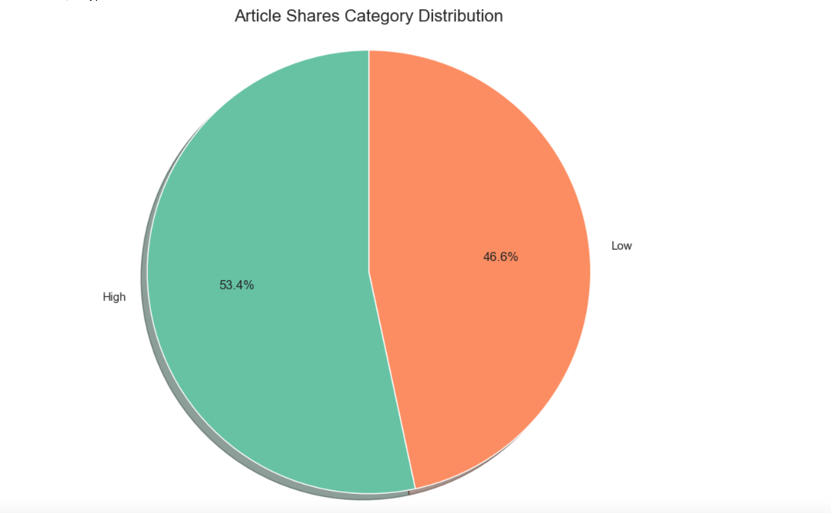 Article Shares Category Distribution
Low
46.6%
53.4%
High